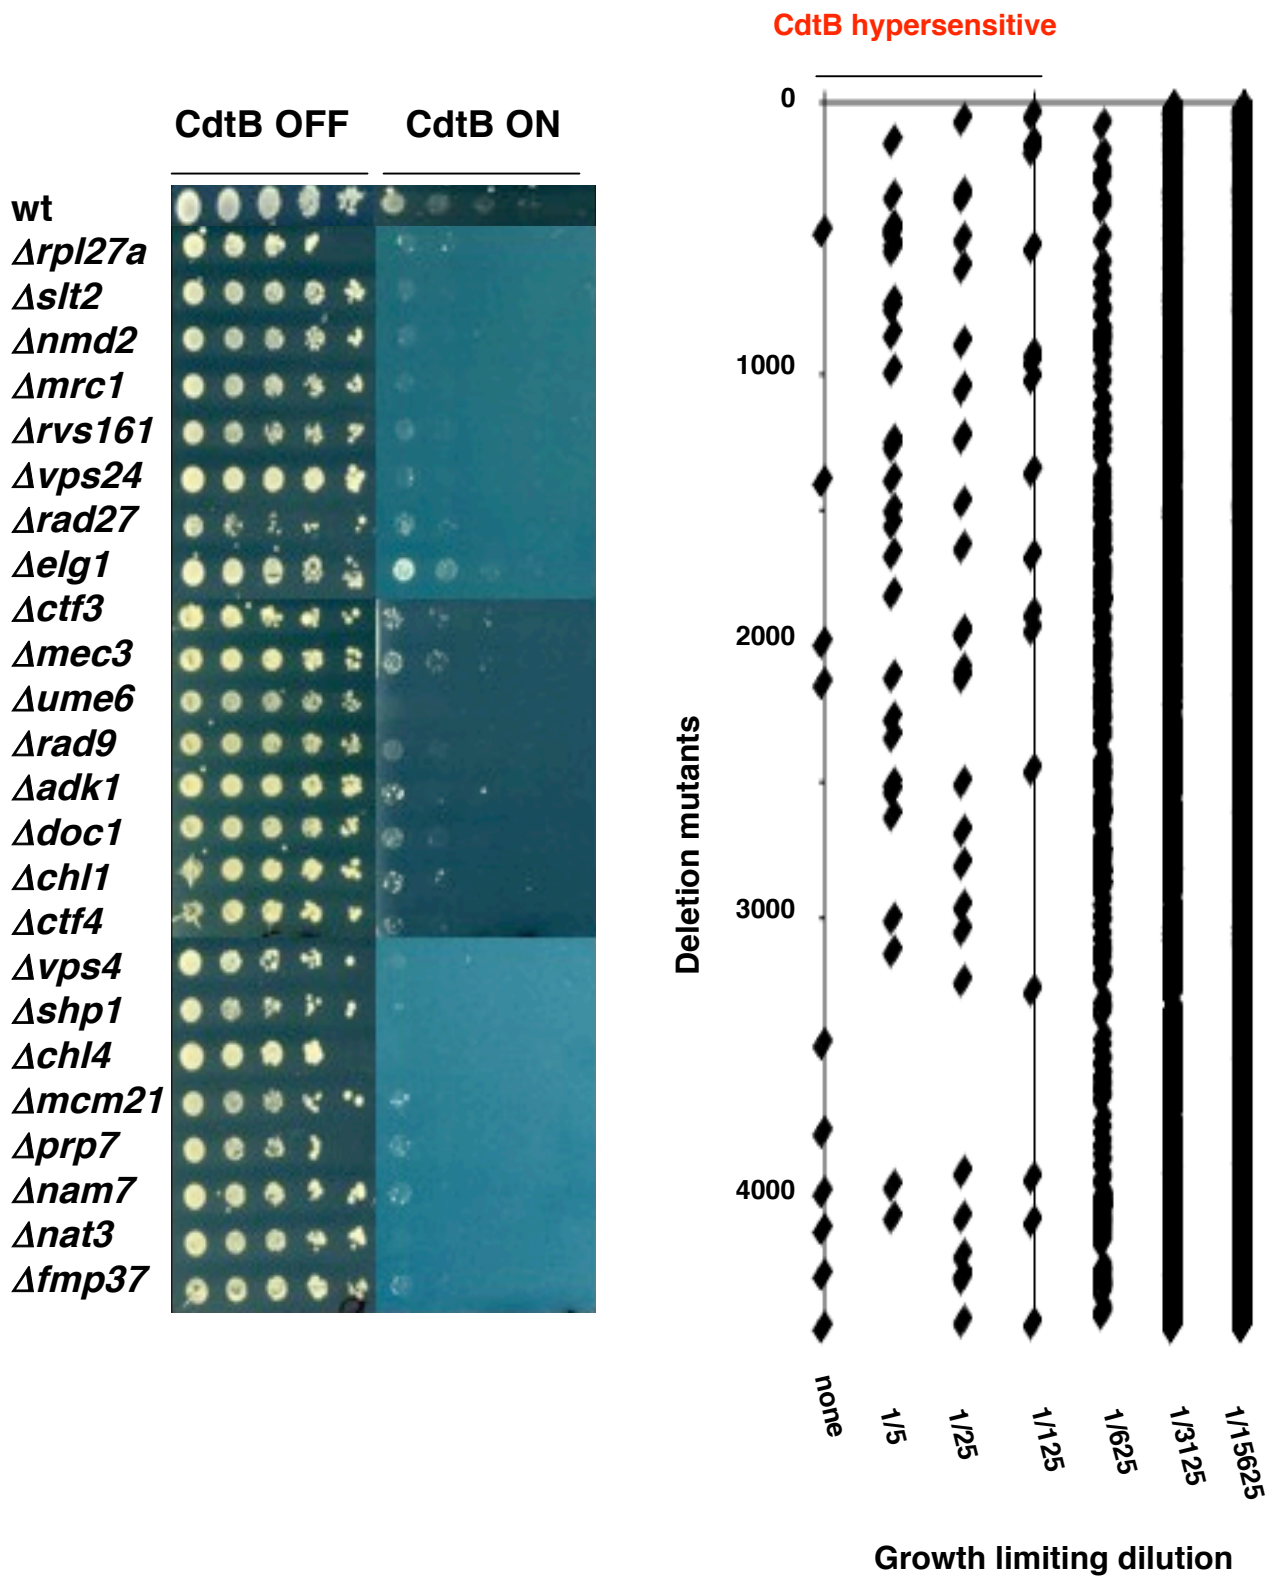 CdtB hypersensitive
CdtB OFF
CdtB ON
wt
Δrpl27a
Δslt2
Δnmd2
Δmrc1
Δrvs161
Δvps24
Δrad27
Δelg1
Δctf3
Δmec3
Δume6
Δrad9
Δadk1
Δdoc1
Δchl1
Δctf4
Δvps4
Δshp1
Δchl4
Δmcm21
Δprp7
Δnam7
Δnat3
Δfmp37
0
1000
2000
3000
4000
Deletion mutants
none
1/5
1/25
1/125
1/625
1/3125
1/15625
Growth limiting dilution